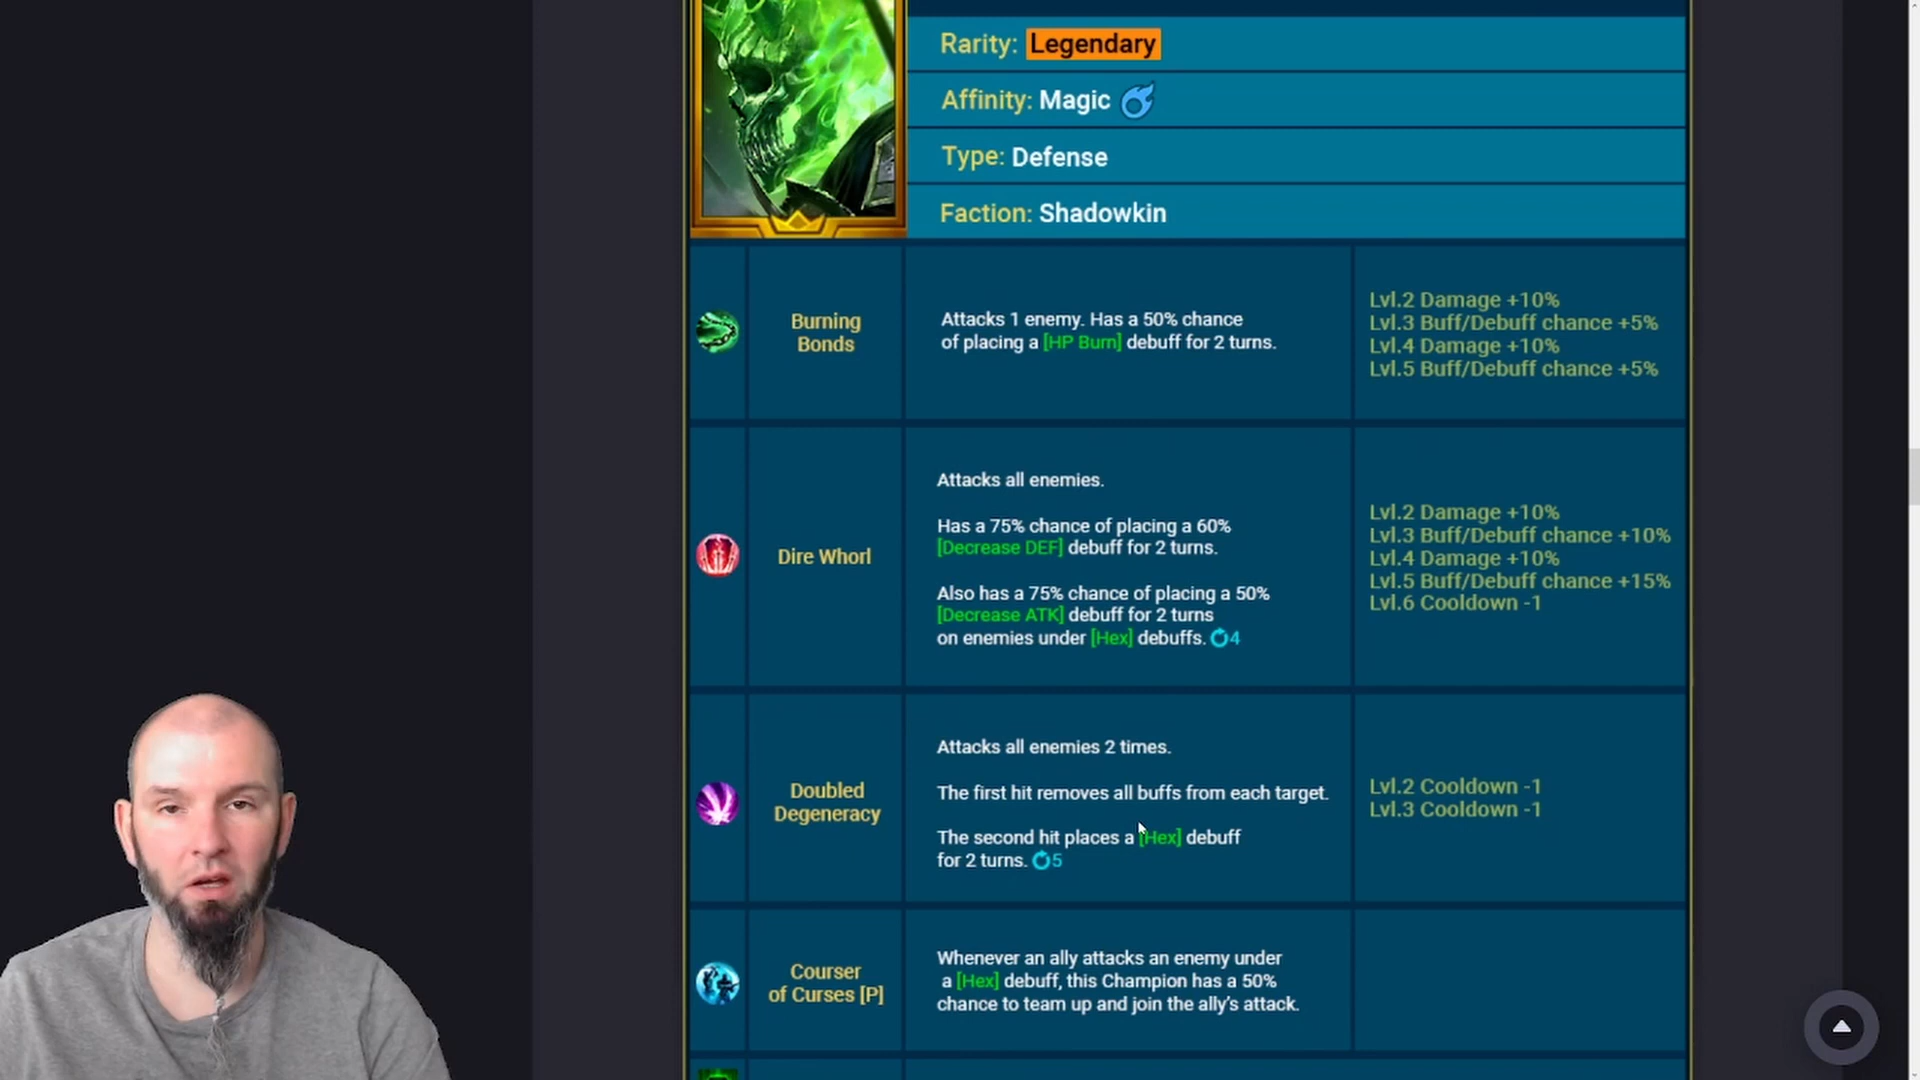 Rarity: Legendary
Affinity: Magic
Type: Defense
Faction: Shadowkin
Burning
Bonds
Attacks 1 enemy. Has a 50% chance
of placing a [HP Burn] debuff for 2 turns.
Lvl.2 Damage +10%
Lvl.3 Buff/Debuff chance +5%
Lvl.4 Damage +10%
Lvl.5 Buff/Debuff chance +5%
Dire Whorl
Attacks all enemies.
Has a 75% chance of placing a 60%
[Decrease DEF] debuff for 2 turns.
Also has a 75% chance of placing a 50%
[Decrease ATK] debuff for 2 turns
on enemies under [Hex] debuffs. 4
Lvl.2 Damage +10%
Lvl.3 Buff/Debuff chance +10%
Lvl.4 Damage +10%
Lvl.5 Buff/Debuff chance +15%
Lvl.6 Cooldown -1
Doubled
Degeneracy
Attacks all enemies 2 times.
The first hit removes all buffs from each target.
The second hit places a [Hex] debuff
for 2 turns. 5
Lvl.2 Cooldown -1
Lvl.3 Cooldown -1
Courser
of Curses [P]
Whenever an ally attacks an enemy under
a [Hex] debuff, this Champion has a 50%
chance to team up and join the ally's attack.